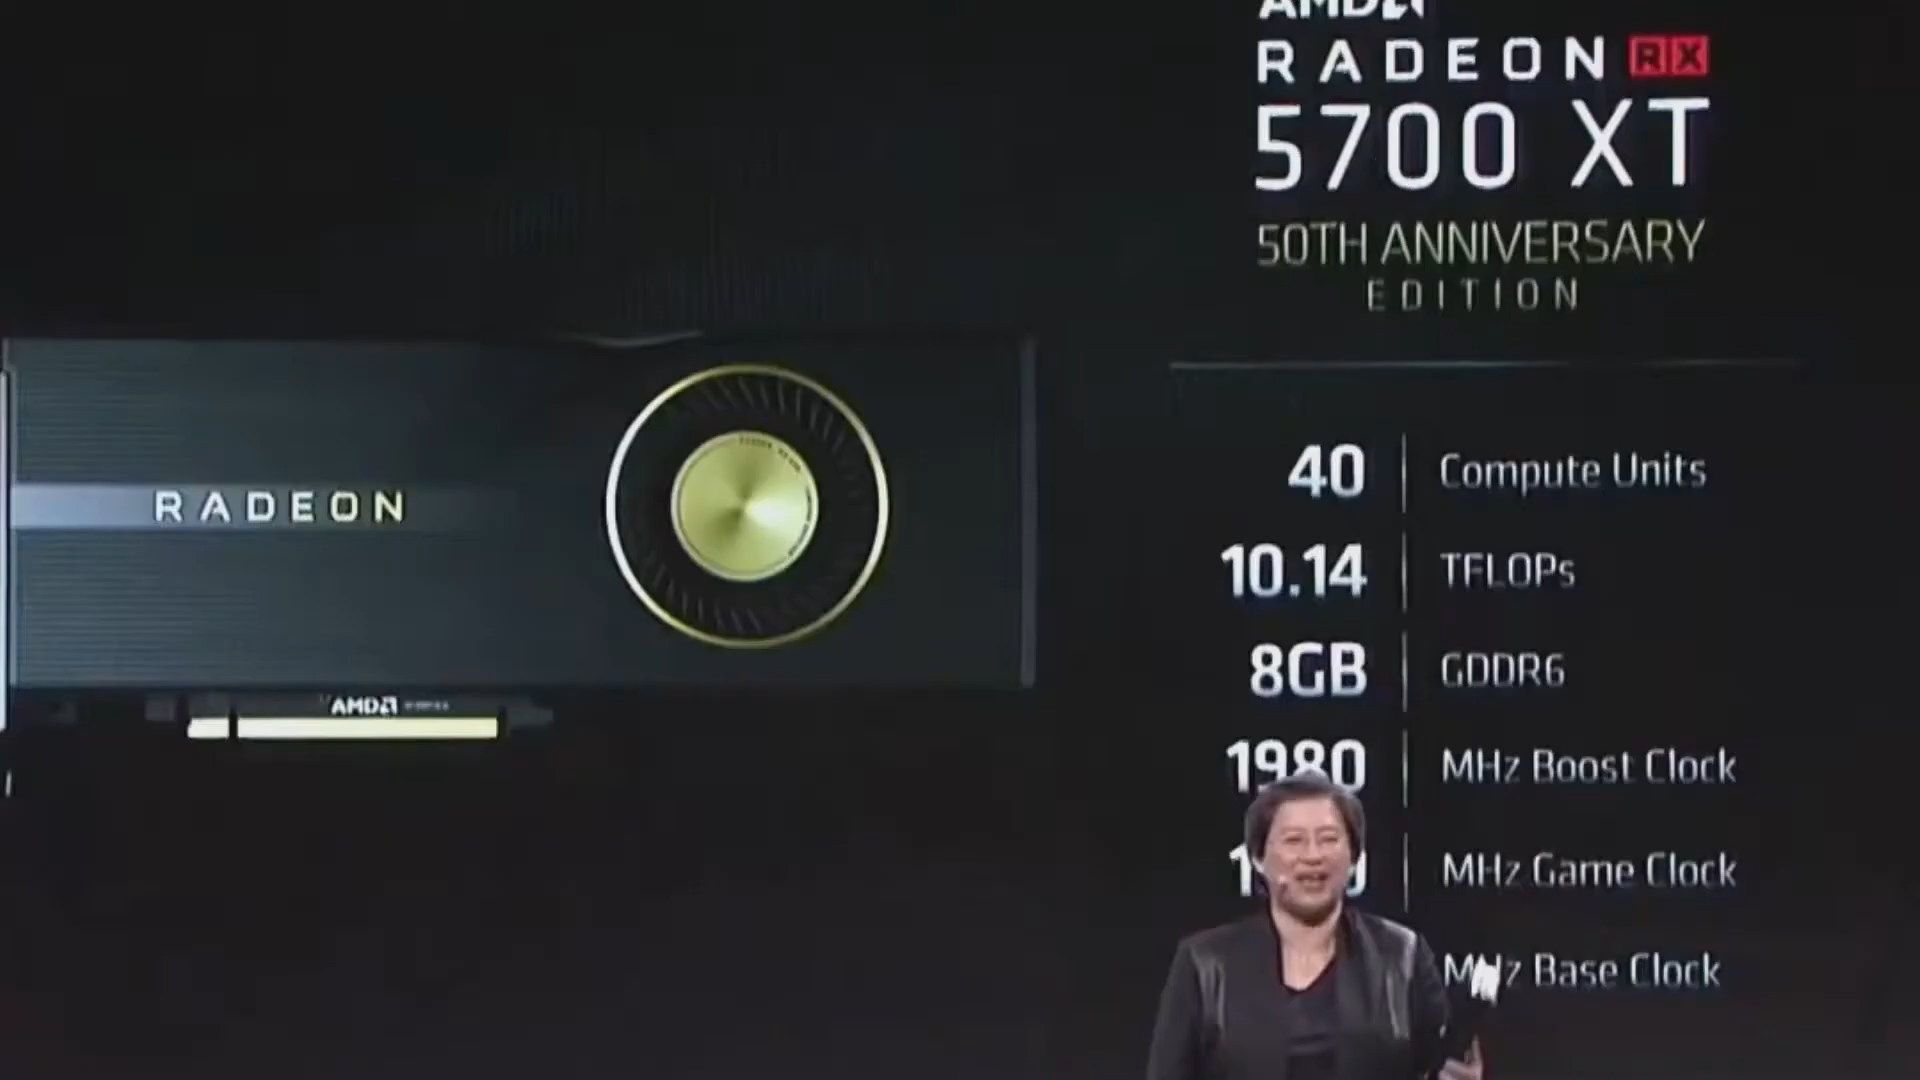 AMD
RADEON RX
5700 XT
50TH ANNIVERSARY
EDITION
RADEON
AMD
40 Compute Units
10.14 TFLOPs
8GB GDDR6
1980 MHz Boost Clock
MHz Game Clock
MHz Base Clock